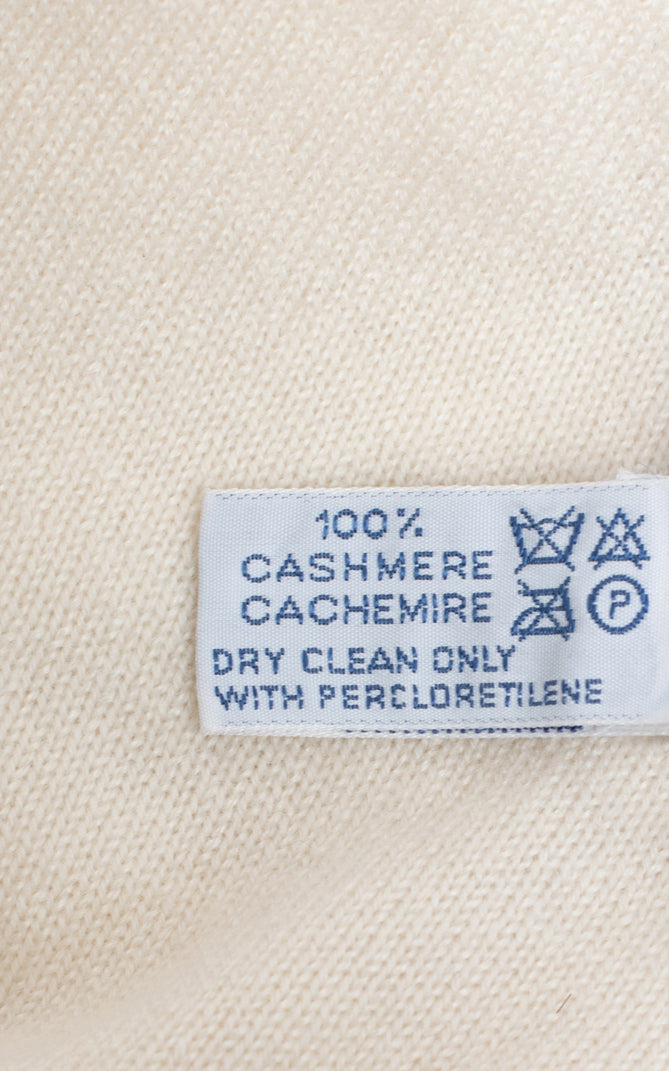 100%
CASHMERE
CACHEMIRE
P
DRY CLEAN ONLY
WITH PERCLORETILENE